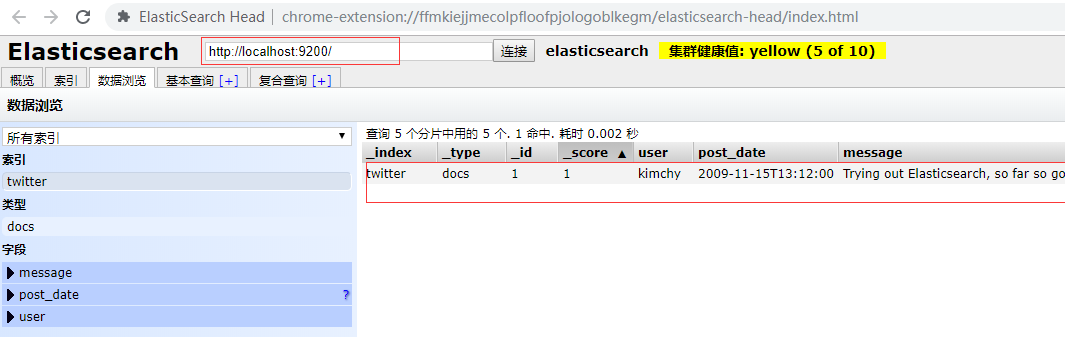 ElasticSearch Head | chrome-extension://ffmkiejjmecolpfloofpjologoblkegm/elasticsearch-head/index.html
Elasticsearch http://localhost:9200/ 连接 elasticsearch 集群健康值: yellow (5 of 10)
概览 索引 数据浏览 基本查询 [+] 复合查询 [+]
数据浏览
所有索引
索引
twitter
类型
docs
字段
message
post_date ?
user
查询 5 个分片中用的 5 个. 1 命中. 耗时 0.002 秒
_index _type _id _score ▲ user post_date message
twitter docs 1 1 kimchy 2009-11-15T13:12:00 Trying out Elasticsearch, so far so go